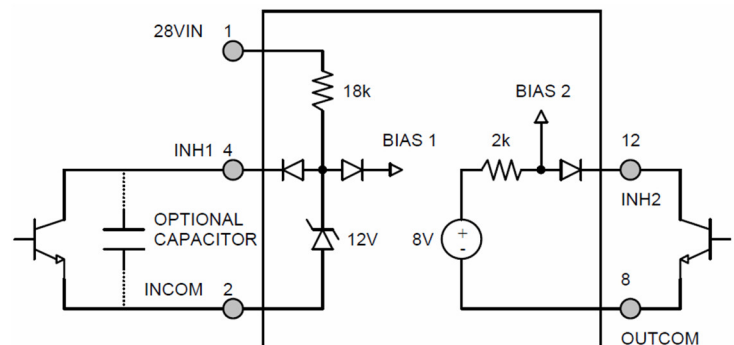 28VIN
1
18k
BIAS 2
BIAS 1
2k
INH1
4
12
INH2
OPTIONAL
CAPACITOR
12V
8V
+
-
INCOM
2
8
OUTCOM